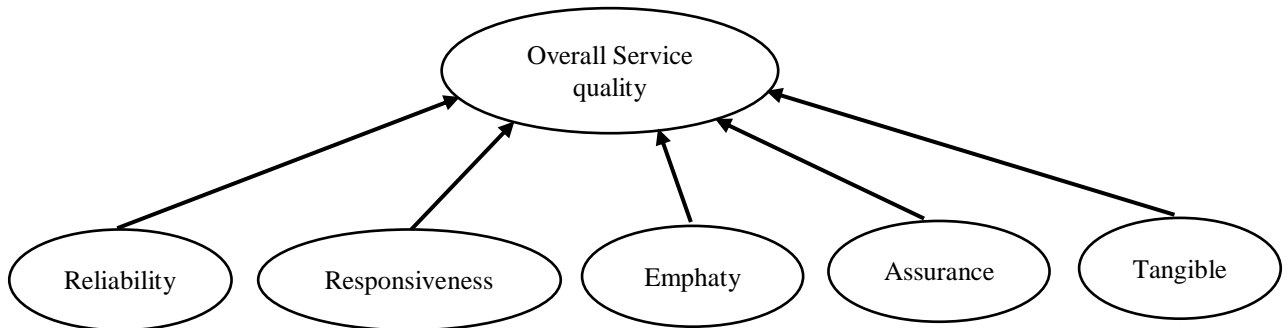 Overall Service
quality
Reliability
Responsiveness
Emphaty
Assurance
Tangible